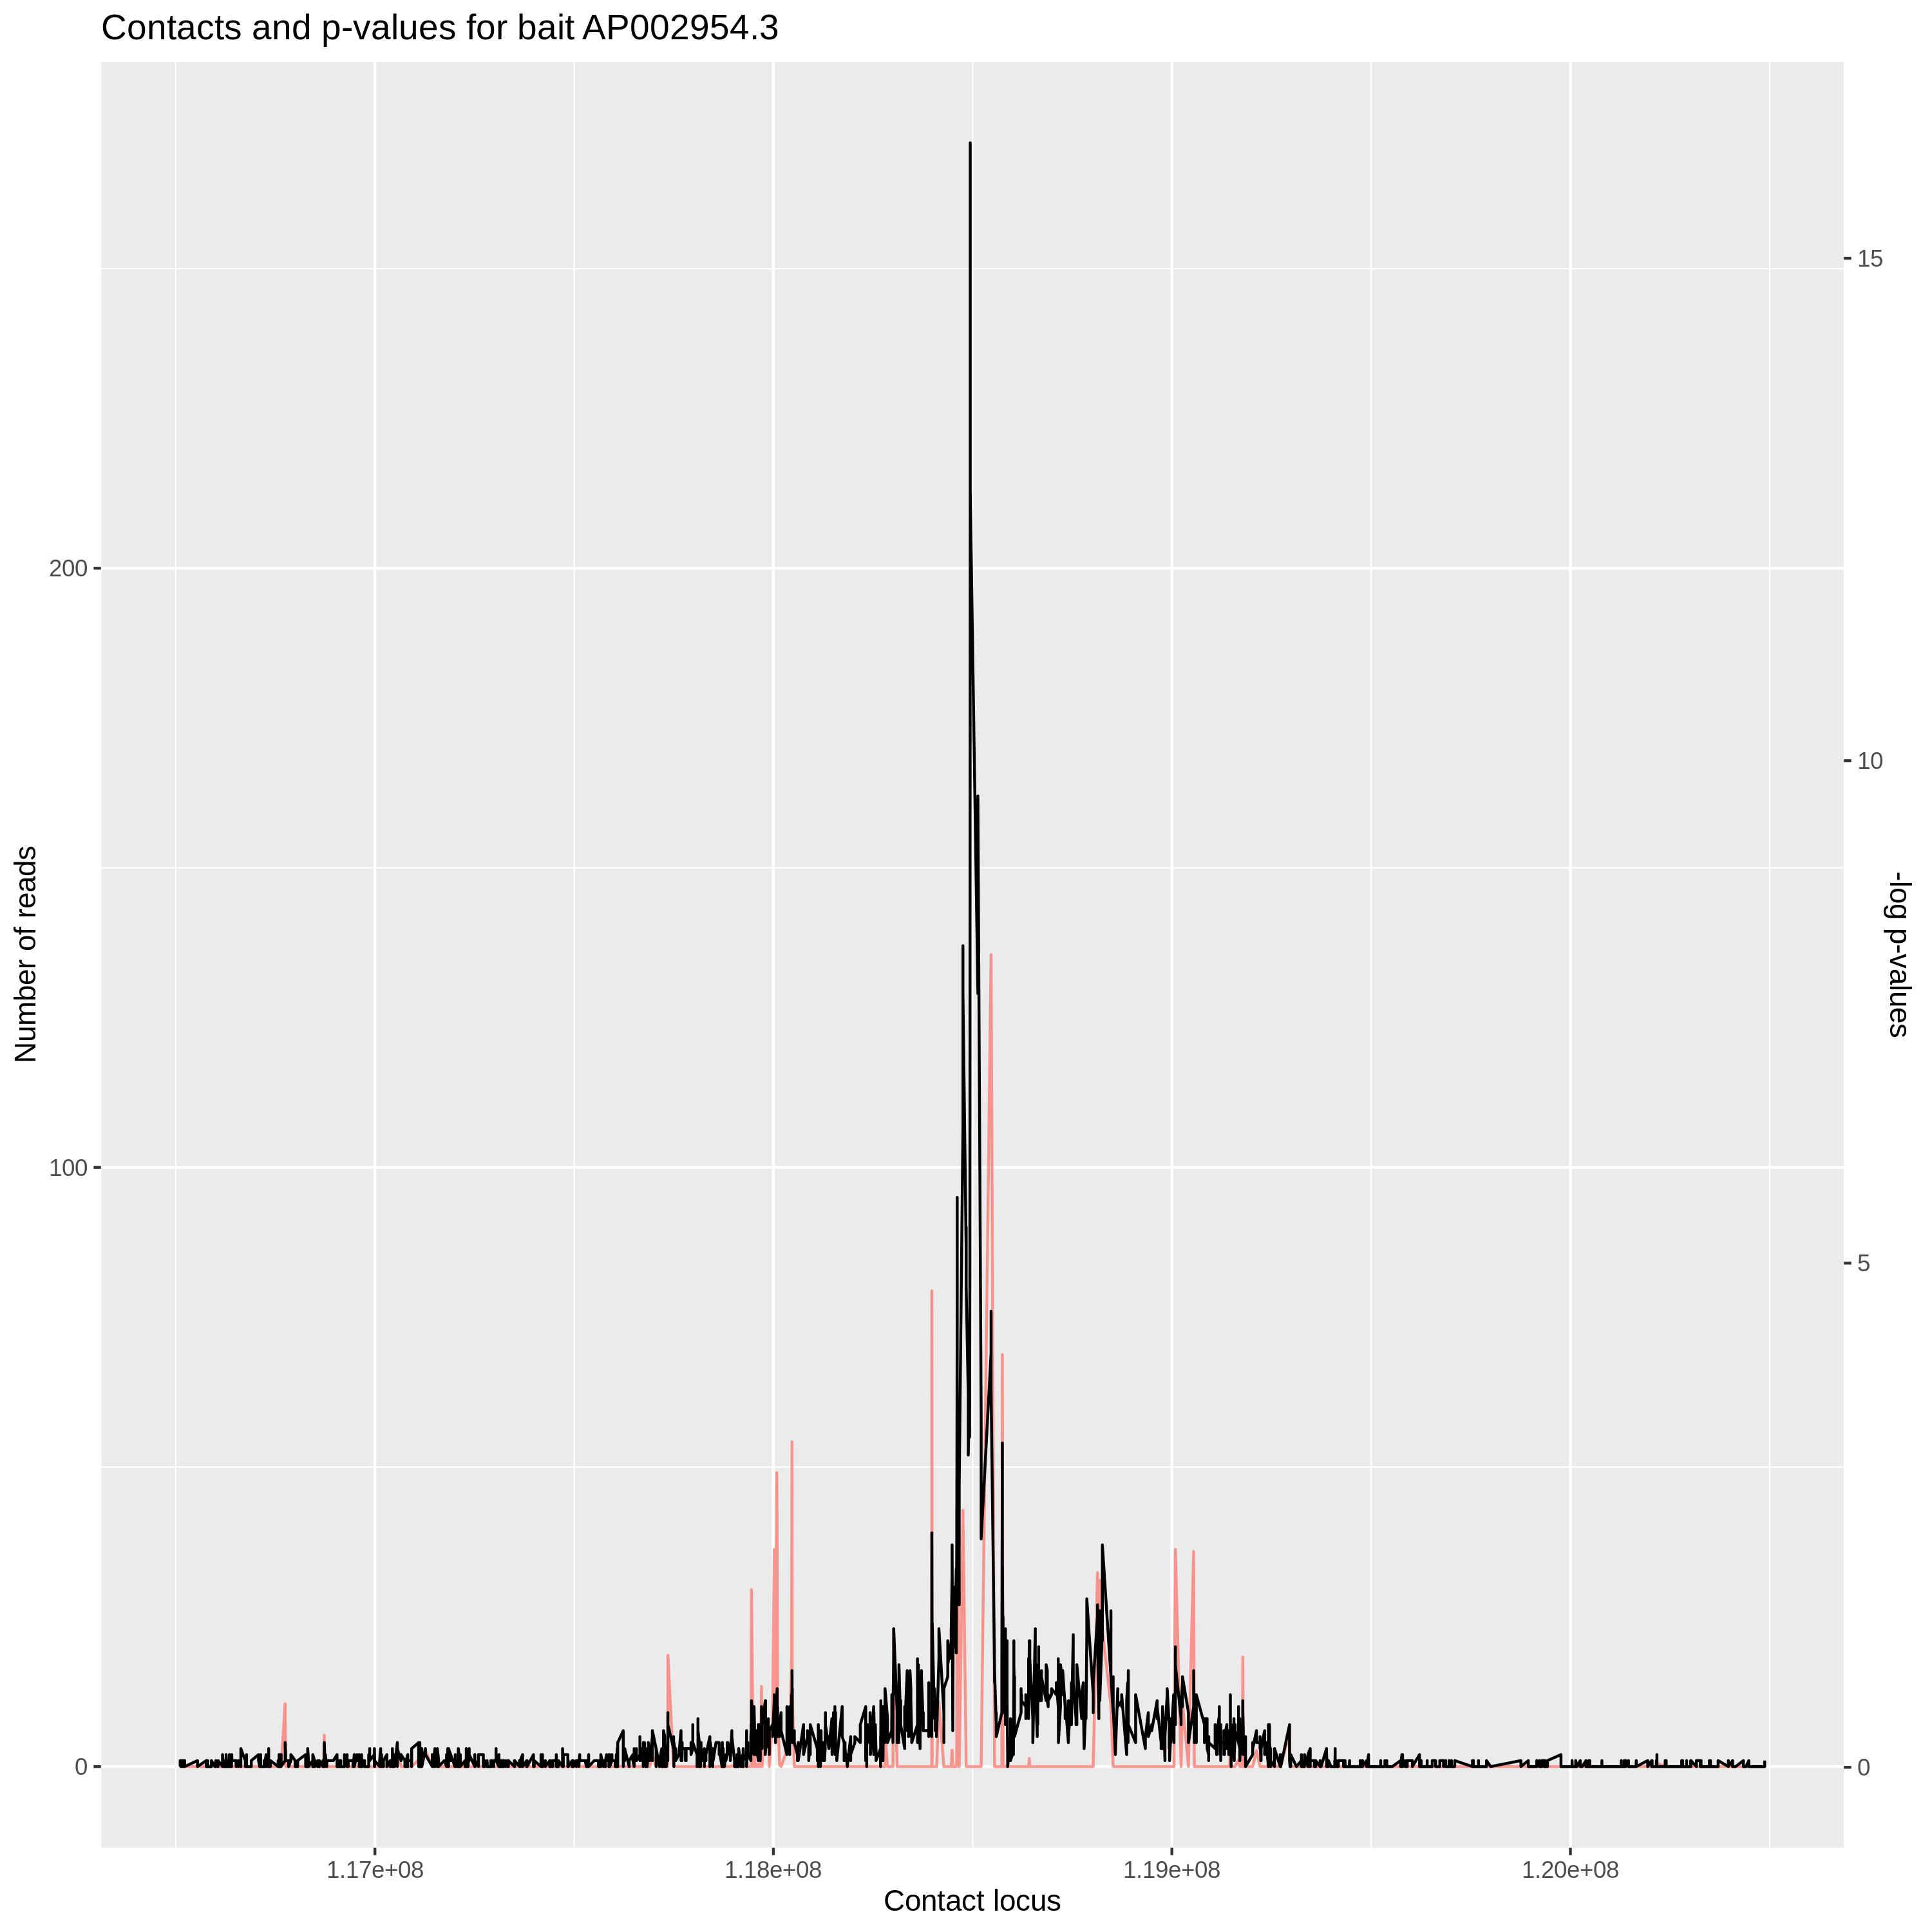 Contacts and p-values for bait AP002954.3
Number of reads
200
100
0
15
10
5
0
-log p-values
1.17e+08
1.18e+08
1.19e+08
1.20e+08
Contact locus